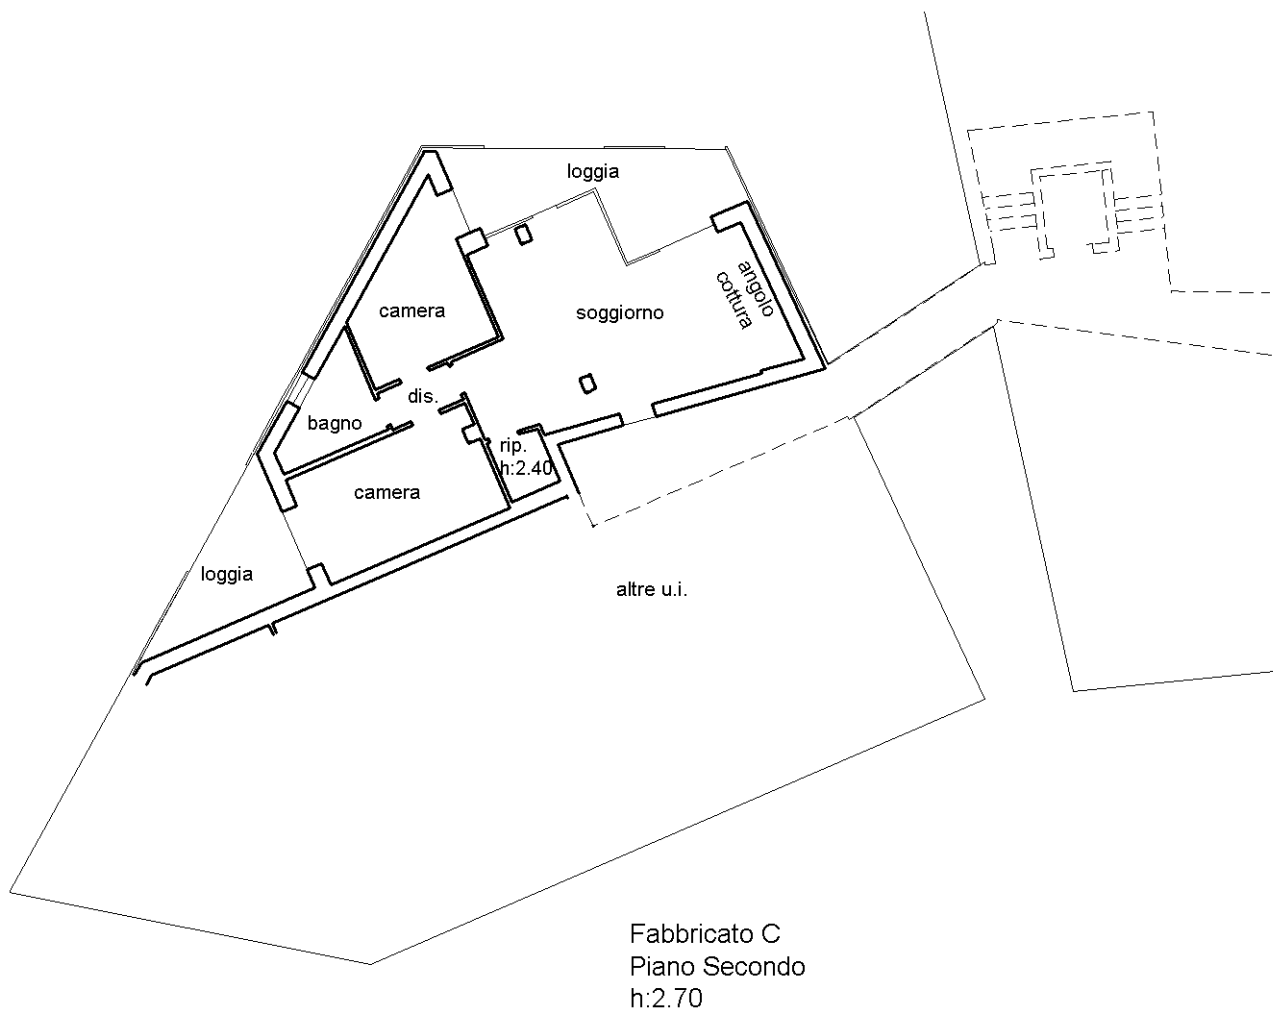 loggia
angolo
cottura
camera
soggiorno
dis.
bagno
rip.
h:2.40
camera
loggia
altre u.i.
Fabbricato C
Piano Secondo
h:2.70